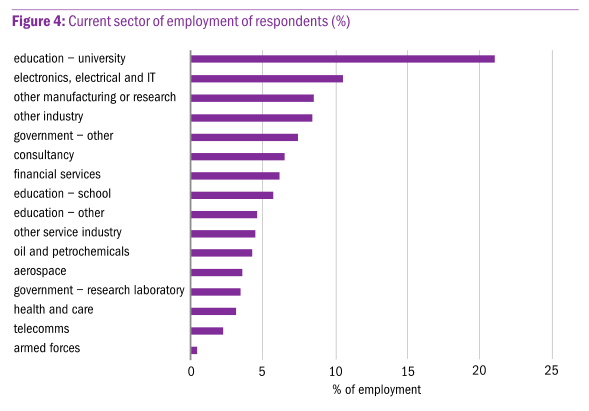 Figure 4: Current sector of employment of respondents (%)
education – university
electronics, electrical and IT
other manufacturing or research
other industry
government – other
consultancy
financial services
education – school
education – other
other service industry
oil and petrochemicals
aerospace
government – research laboratory
health and care
telecomms
armed forces
0 5 10 15 20 25
% of employment